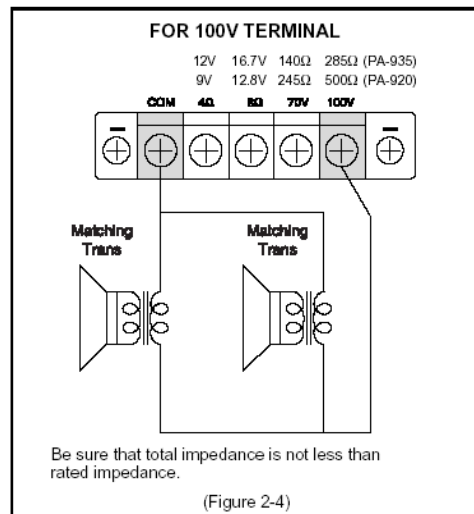 FOR 100V TERMINAL
12V 16.7V 140Ω 285Ω (PA-935)
9V 12.8V 245Ω 500Ω (PA-920)
COM 4Ω 8Ω 70V 100V
Matching Trans
Matching Trans
Be sure that total impedance is not less than
rated impedance.
(Figure 2-4)